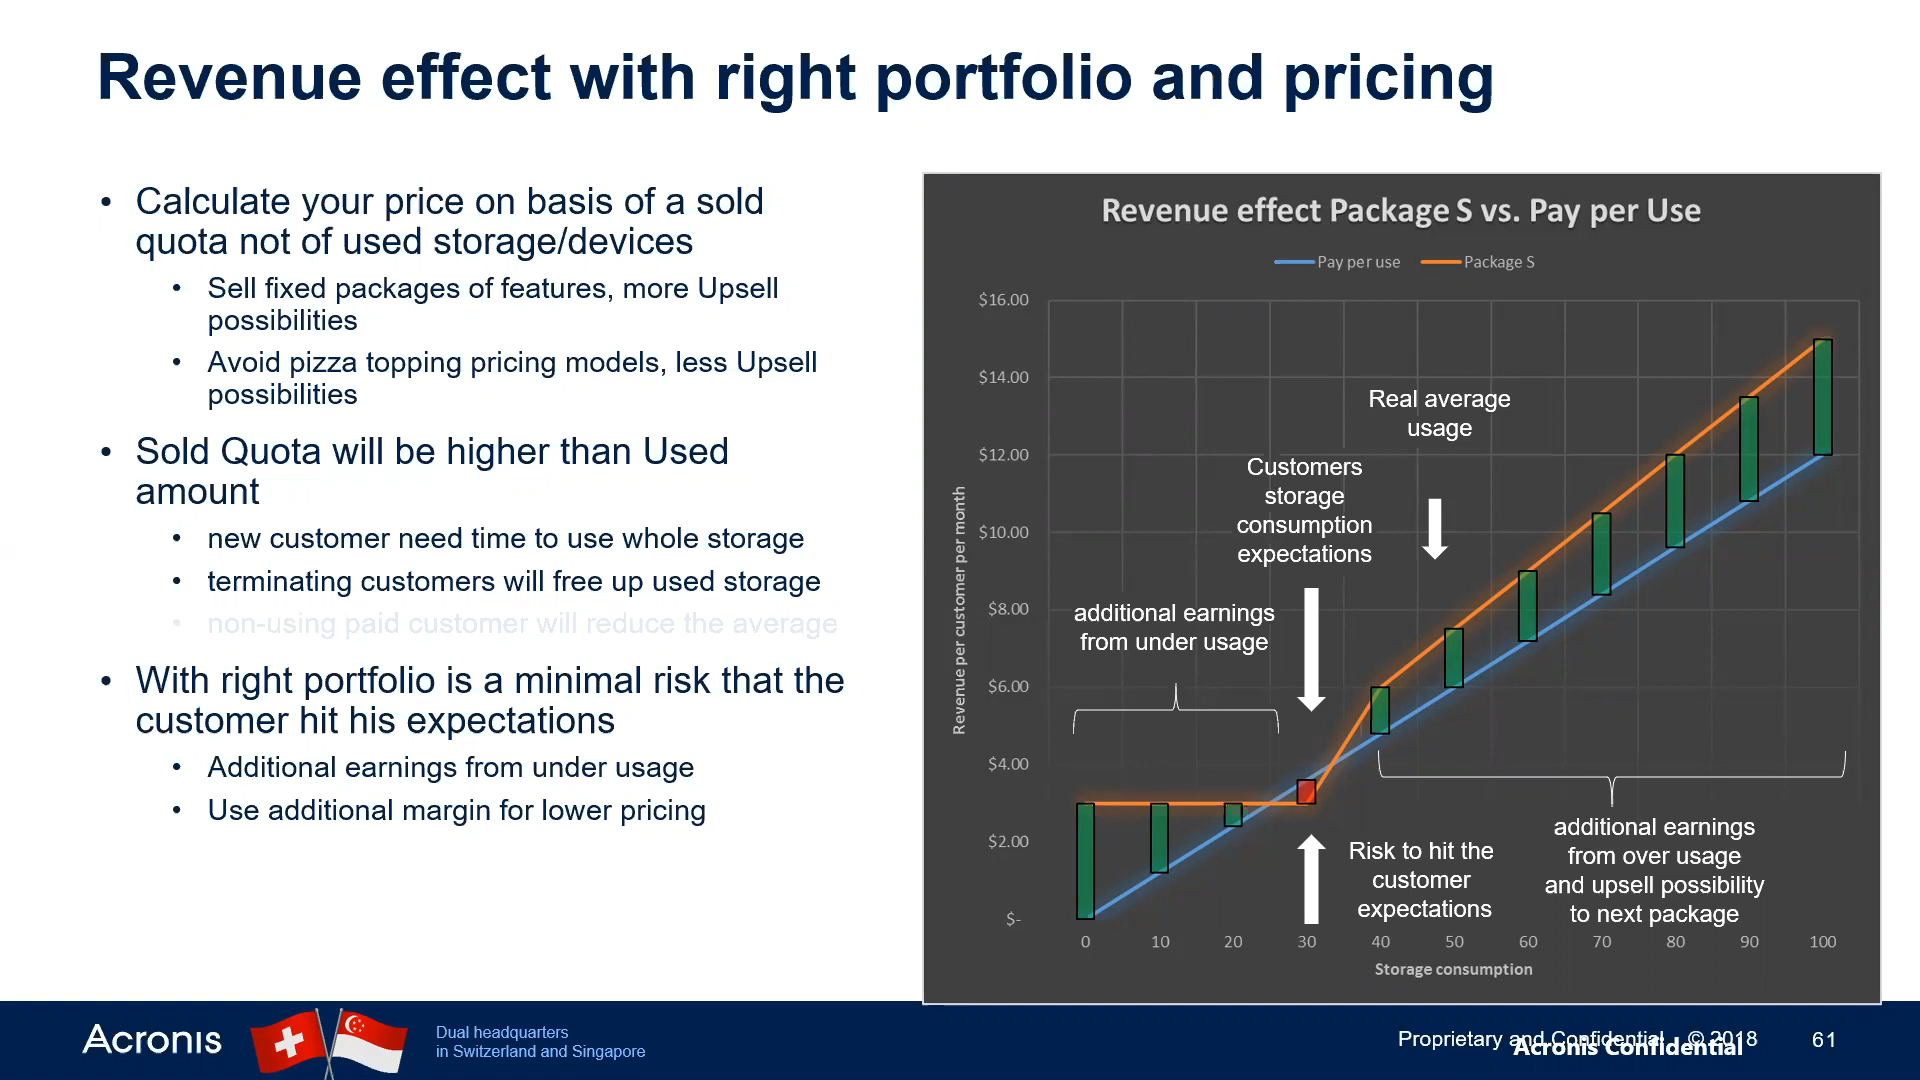 Revenue effect with right portfolio and pricing
• Calculate your price on basis of a sold
quota not of used storage/devices
• Sell fixed packages of features, more Upsell
possibilities
• Avoid pizza topping pricing models, less Upsell
possibilities
• Sold Quota will be higher than Used
amount
• new customer need time to use whole storage
• terminating customers will free up used storage
• non-using paid customer will reduce the average
• With right portfolio is a minimal risk that the
customer hit his expectations
• Additional earnings from under usage
• Use additional margin for lower pricing
Revenue effect Package S vs. Pay per Use
Pay per use Package S
$16.00
$14.00
$12.00
$10.00
$8.00
$6.00
$4.00
$2.00
$-
Revenue per customer per month
Real average
usage
Customers
storage
consumption
expectations
additional earnings
from under usage
Risk to hit the
customer
expectations
additional earnings
from over usage
and upsell possibility
to next package
0 10 20 30 40 50 60 70 80 90 100
Storage consumption
Acronis
Dual headquarters
in Switzerland and Singapore
Proprietary and Confidential © 2018
Acronis Confidential
61